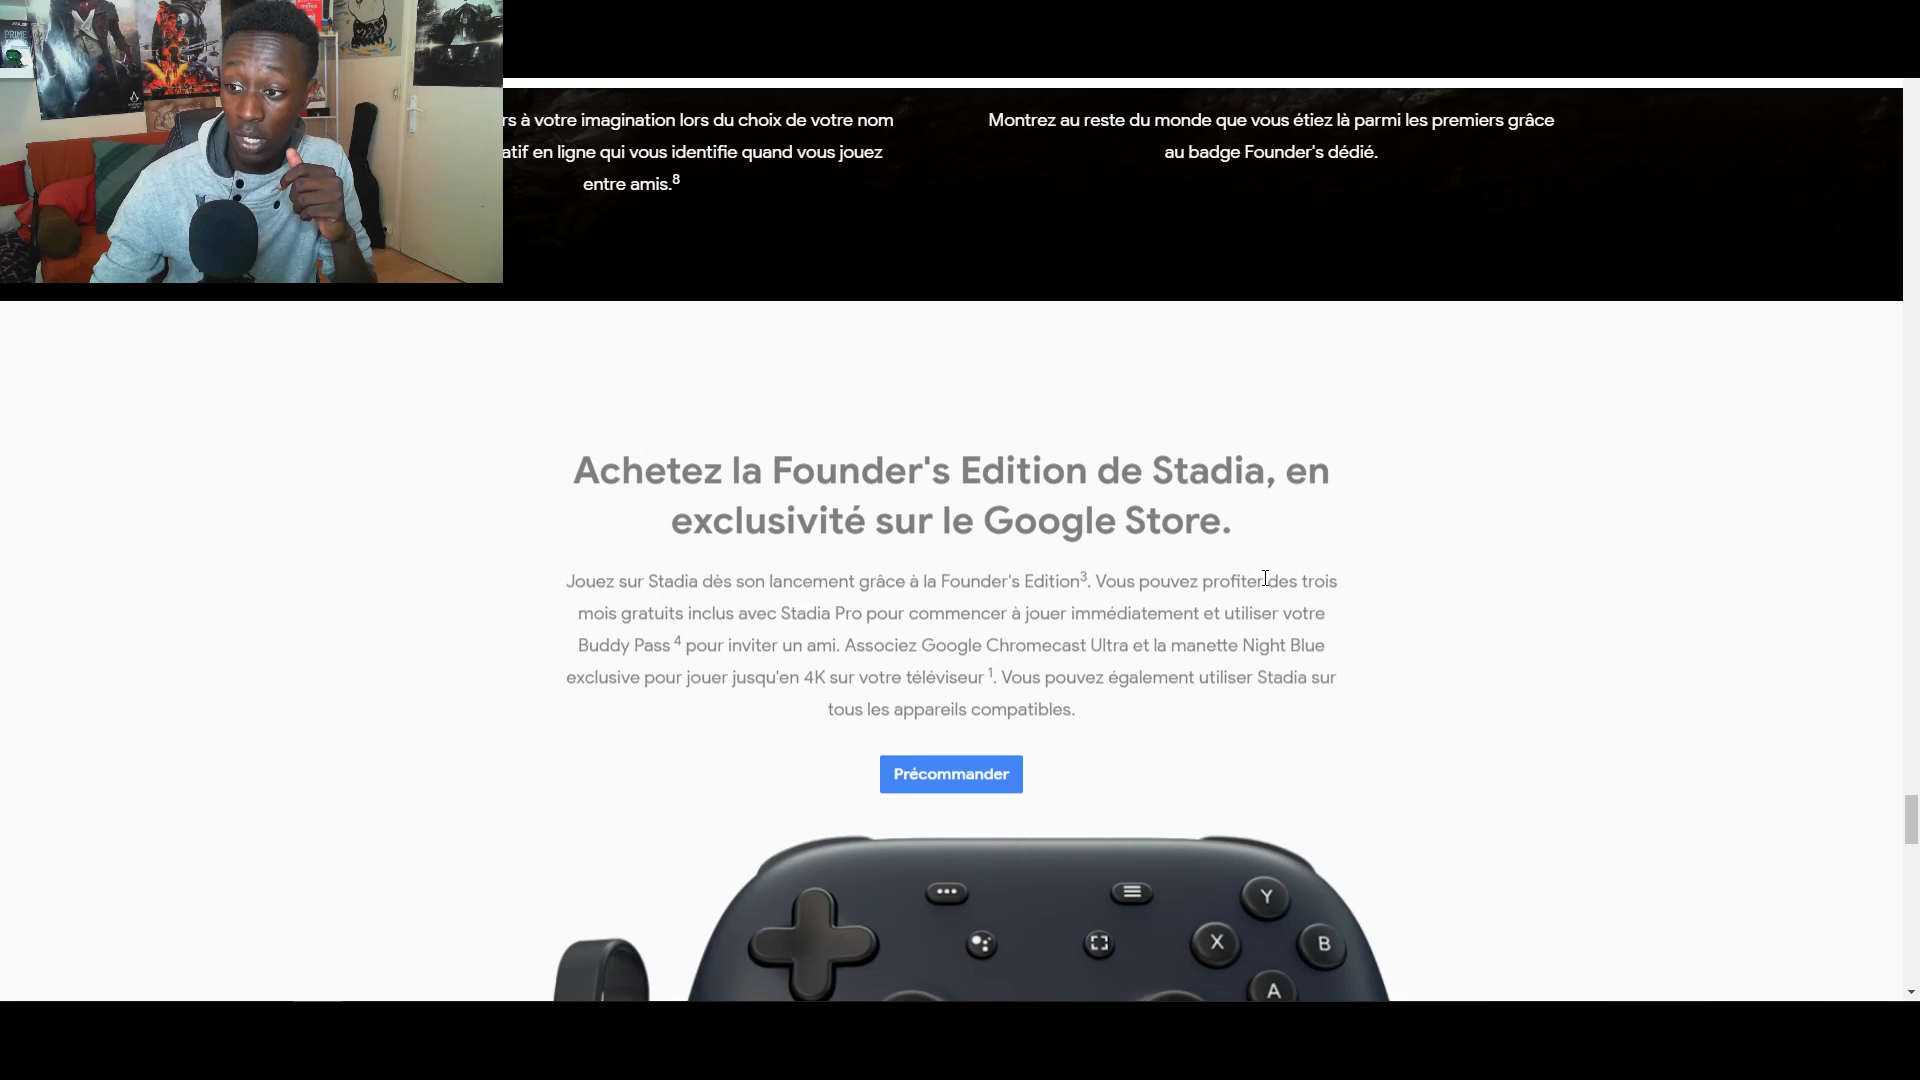 PRIME
rs à votre imagination lors du choix de votre nom
atif en ligne qui vous identifie quand vous jouez
entre amis.8
Montrez au reste du monde que vous étiez là parmi les premiers grâce
au badge Founder's dédié.
Achetez la Founder's Edition de Stadia, en
exclusivité sur le Google Store.
Jouez sur Stadia dès son lancement grâce à la Founder's Edition3. Vous pouvez profiter des trois
mois gratuits inclus avec Stadia Pro pour commencer à jouer immédiatement et utiliser votre
Buddy Pass 4 pour inviter un ami. Associez Google Chromecast Ultra et la manette Night Blue
exclusive pour jouer jusqu'en 4K sur votre téléviseur 1. Vous pouvez également utiliser Stadia sur
tous les appareils compatibles.
Précommander
Y
X
B
A